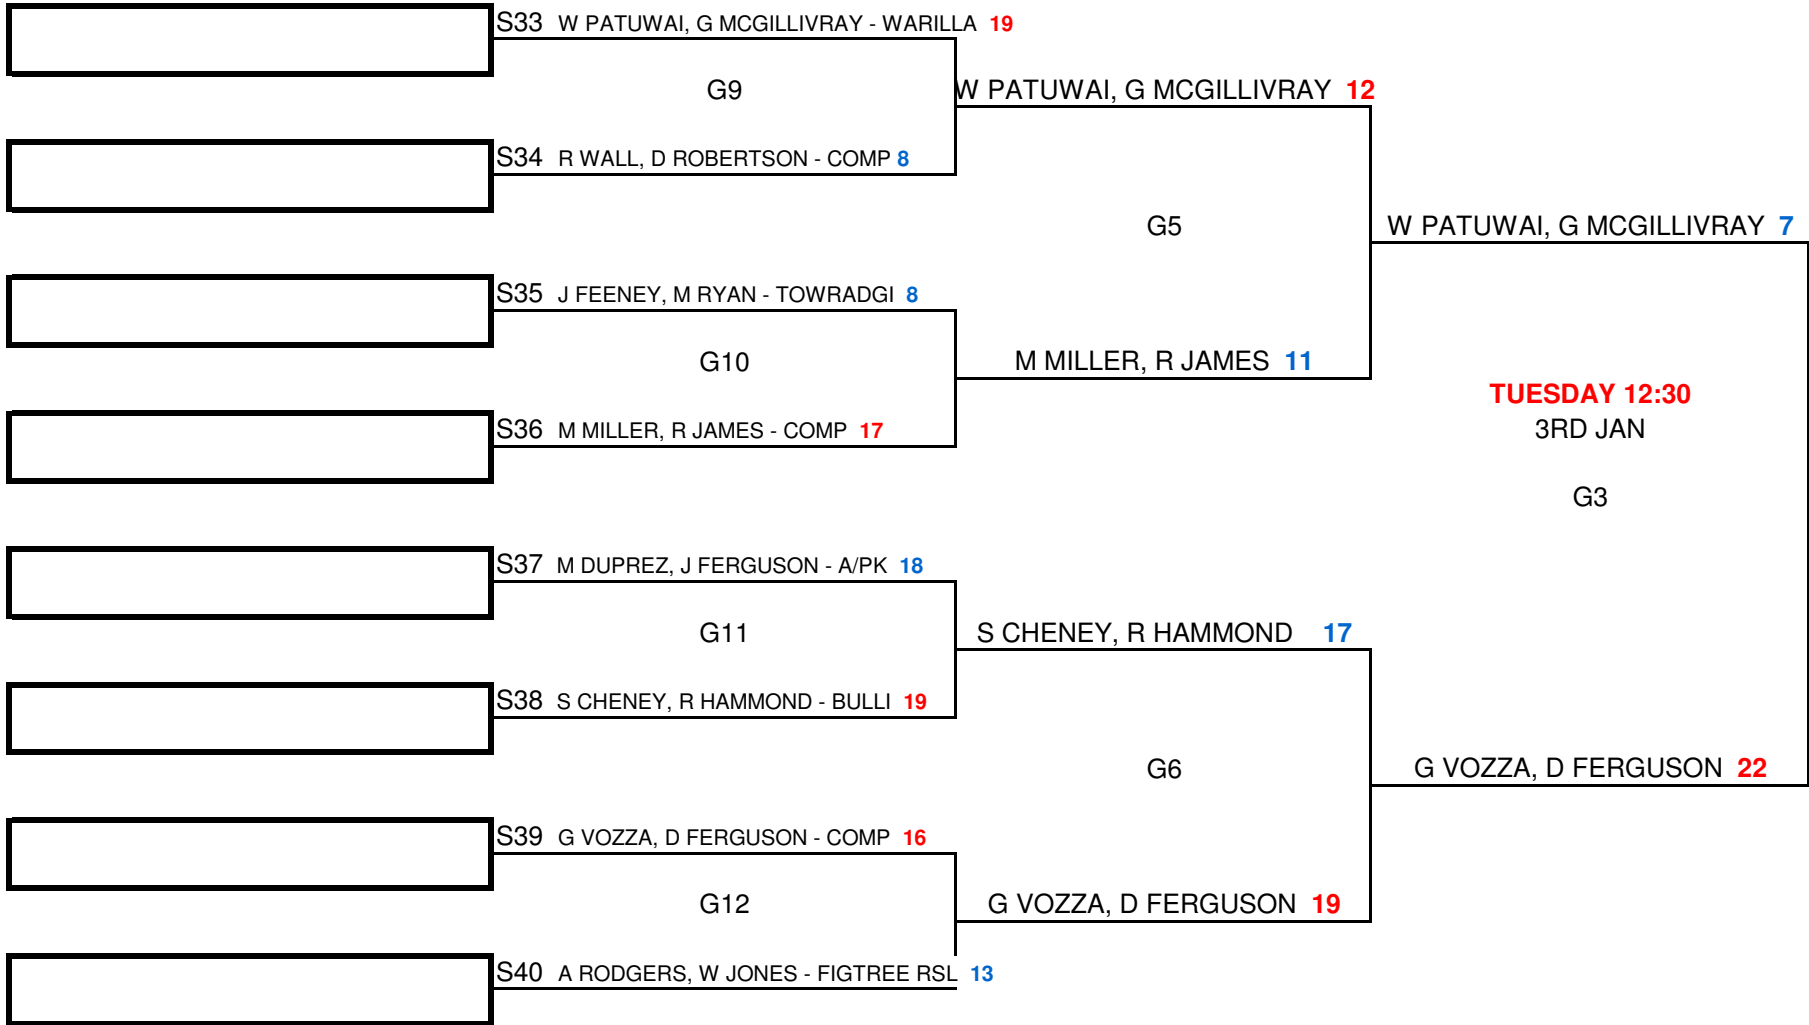 S33 W PATUWAI, G MCGILLIVRAY - WARILLA 19
G9
W PATUWAI, G MCGILLIVRAY 12
S34 R WALL, D ROBERTSON - COMP 8
G5
W PATUWAI, G MCGILLIVRAY 7
S35 J FEENEY, M RYAN - TOWRADGI 8
G10
M MILLER, R JAMES 11
TUESDAY 12:30
3RD JAN
S36 M MILLER, R JAMES - COMP 17
G3
S37 M DUPREZ, J FERGUSON - A/PK 18
G11
S CHENEY, R HAMMOND 17
S38 S CHENEY, R HAMMOND - BULLI 19
G6
G VOZZA, D FERGUSON 22
S39 G VOZZA, D FERGUSON - COMP 16
G12
G VOZZA, D FERGUSON 19
S40 A RODGERS, W JONES - FIGTREE RSL 13